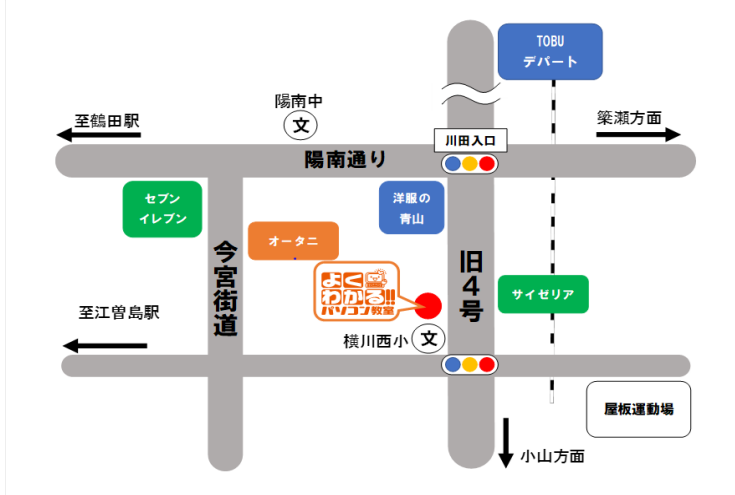 TOBU
デパート
陽南中
文
至鶴田駅
簗瀬方面
川田入口
陽南通り
セブン
イレブン
洋服の
青山
オータニ
今宮街道
旧4号
よく
わかる!!
パソコン教室
サイゼリア
至江曽島駅
横川西小
文
屋板運動場
小山方面